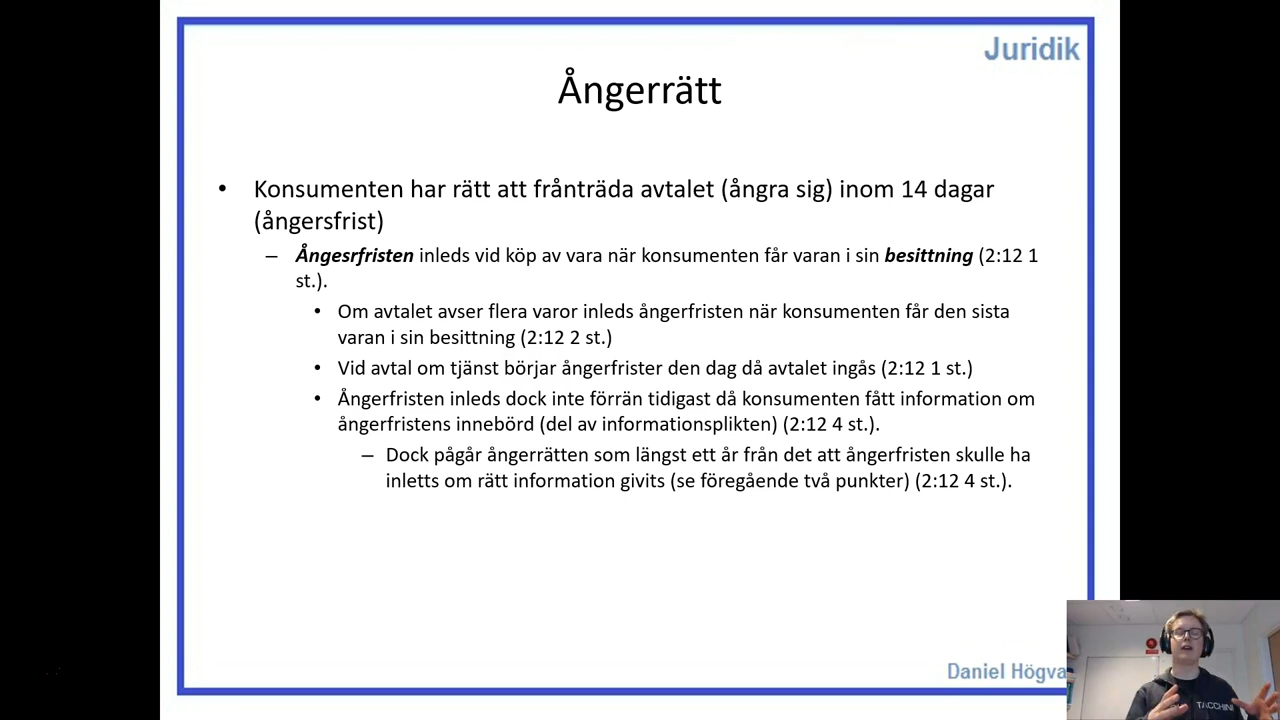 Juridik
Ångerrätt
• Konsumenten har rätt att frånträda avtalet (ångra sig) inom 14 dagar
(ångersfrist)
– Ångesrfristen inleds vid köp av vara när konsumenten får varan i sin besittning (2:12 1
st.).
• Om avtalet avser flera varor inleds ångerfristen när konsumenten får den sista
varan i sin besittning (2:12 2 st.)
• Vid avtal om tjänst börjar ångerfrister den dag då avtalet ingås (2:12 1 st.)
• Ångerfristen inleds dock inte förrän tidigast då konsumenten fått information om
ångerfristens innebörd (del av informationsplikten) (2:12 4 st.).
– Dock pågår ångerrätten som längst ett år från det att ångerfristen skulle ha
inletts om rätt information givits (se föregående två punkter) (2:12 4 st.).
Daniel Högva
TACCHINI